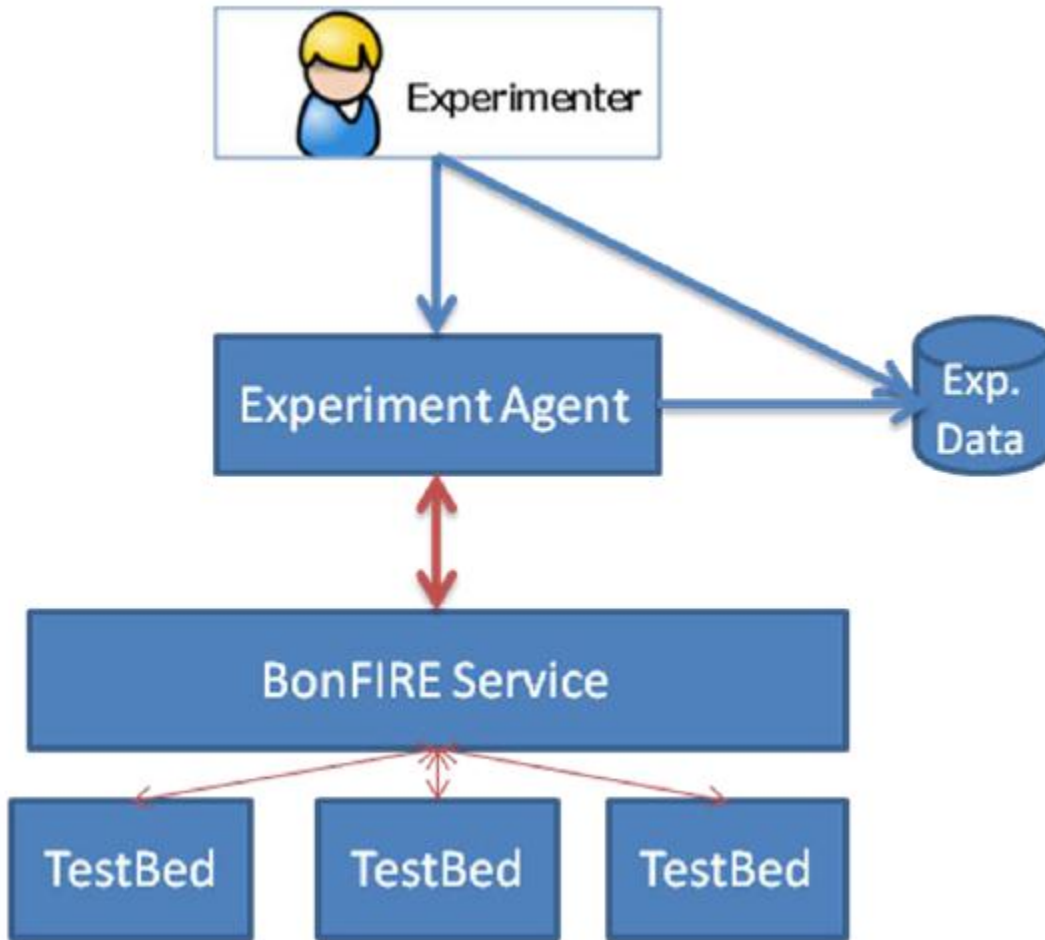 Experimenter
Experiment Agent
Exp.
Data
BonFIRE Service
TestBed
TestBed
TestBed